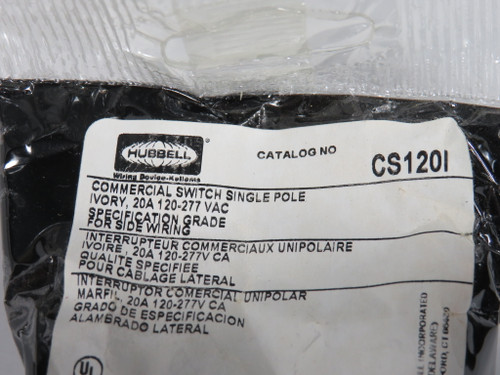 HUBBELL
Wiring Device-Kellems
CATALOG NO
CS120I
COMMERCIAL SWITCH SINGLE POLE
IVORY, 20A 120-277 VAC
SPECIFICATION GRADE
FOR SIDE WIRING
INTERRUPTEUR COMMERCIAUX UNIPOLAIRE
IVOIRE, 20A 120-277V CA
QUALITE SPECIFIEE
POUR CABLAGE LATERAL
INTERRUPTOR COMERCIAL UNIPOLAR
MARFIL, 20A 120-277V CA
GRADO DE ESPECIFICACION
ALAMBRADO LATERAL
UL
INCORPORATED